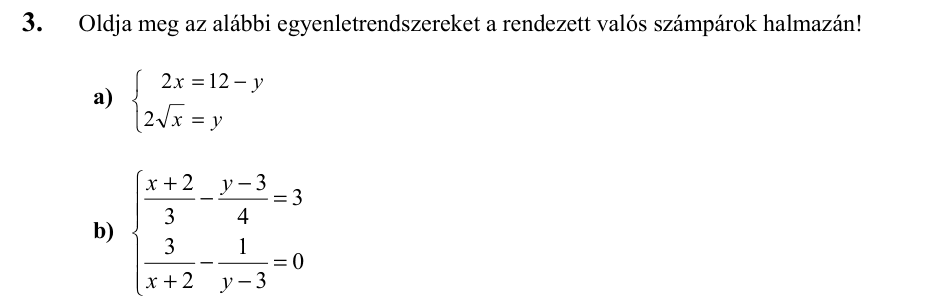 3. Oldja meg az alábbi egyenletrendszereket a rendezett valós számpárok halmazán!
a) { 2x = 12 − y
2√x = y
b) { (x + 2)/3 − (y − 3)/4 = 3
3/(x + 2) − 1/(y − 3) = 0